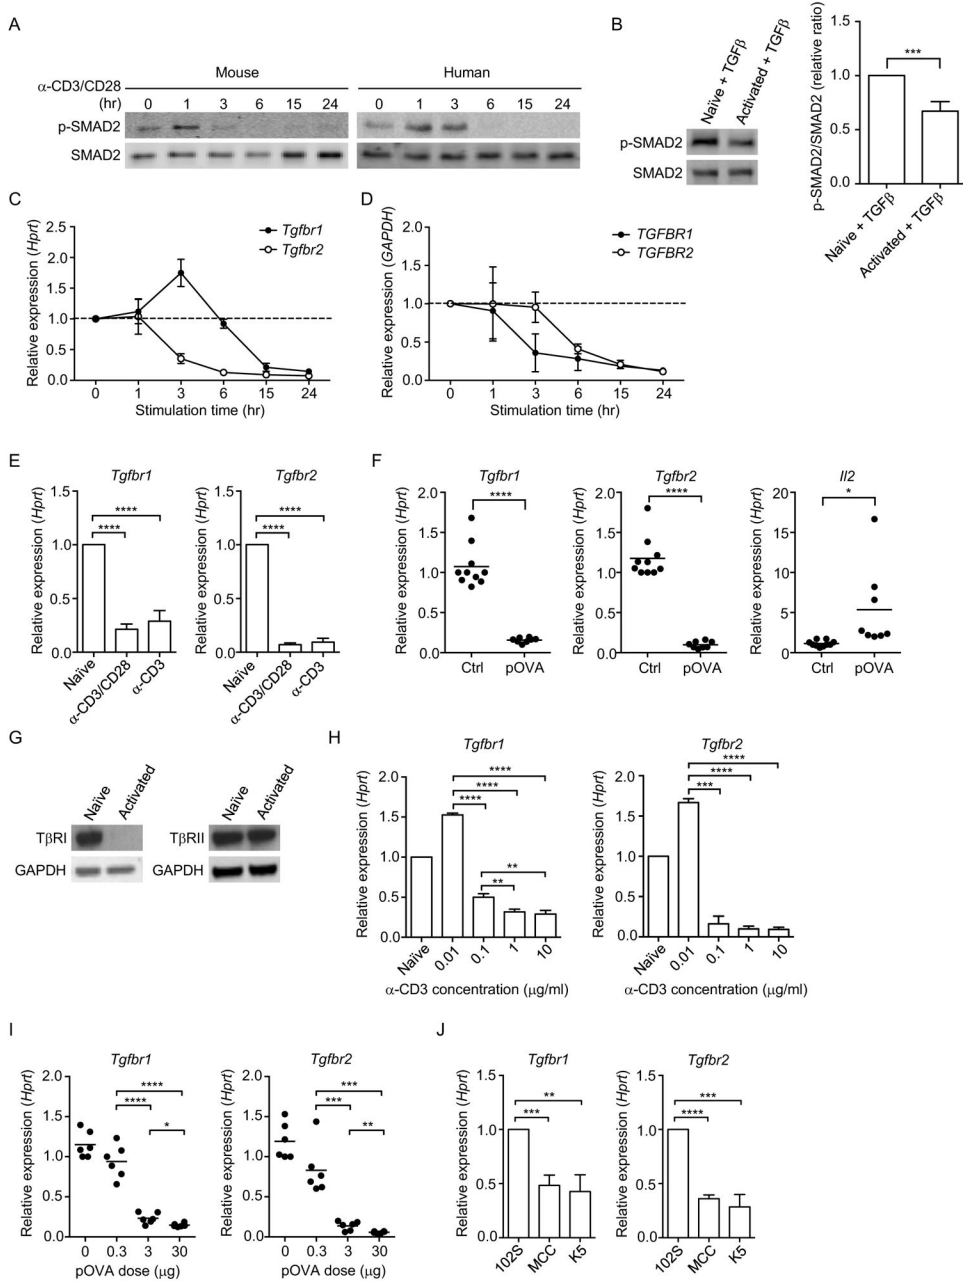 A
Mouse
Human
α-CD3/CD28
(hr)
0 1 3 6 15 24
0 1 3 6 15 24
p-SMAD2
SMAD2
B
Naïve + TGFβ
Activated + TGFβ
p-SMAD2
SMAD2
p-SMAD2/SMAD2 (relative ratio)
1.5
1.0
0.5
0.0
***
Naïve + TGFβ
Activated + TGFβ
C
Relative expression (Hprt)
2.5
2.0
1.5
1.0
0.5
0.0
Tgfbr1
Tgfbr2
0 1 3 6 15 24
Stimulation time (hr)
D
Relative expression (GAPDH)
2.0
1.5
1.0
0.5
0.0
TGFBR1
TGFBR2
0 1 3 6 15 24
Stimulation time (hr)
E
Tgfbr1
Relative expression (Hprt)
1.5
1.0
0.5
0.0
****
****
Naïve
α-CD3/CD28
α-CD3
Tgfbr2
Relative expression (Hprt)
1.5
1.0
0.5
0.0
****
****
Naïve
α-CD3/CD28
α-CD3
F
Tgfbr1
Relative expression (Hprt)
2.0
1.5
1.0
0.5
0.0
****
Ctrl pOVA
Tgfbr2
Relative expression (Hprt)
2.0
1.5
1.0
0.5
0.0
****
Ctrl pOVA
Il2
Relative expression (Hprt)
20
15
10
5
0
*
Ctrl pOVA
G
Naïve
Activated
TβRI
GAPDH
Naïve
Activated
TβRII
GAPDH
H
Tgfbr1
Relative expression (Hprt)
2.0
1.5
1.0
0.5
0.0
****
****
****
**
**
Naïve 0.01 0.1 1 10
α-CD3 concentration (μg/ml)
Tgfbr2
Relative expression (Hprt)
2.0
1.5
1.0
0.5
0.0
****
****
***
Naïve 0.01 0.1 1 10
α-CD3 concentration (μg/ml)
I
Tgfbr1
Relative expression (Hprt)
2.0
1.5
1.0
0.5
0.0
****
****
*
0 0.3 3 30
pOVA dose (μg)
Tgfbr2
Relative expression (Hprt)
2.0
1.5
1.0
0.5
0.0
***
***
**
0 0.3 3 30
pOVA dose (μg)
J
Tgfbr1
Relative expression (Hprt)
1.5
1.0
0.5
0.0
**
***
102S MCC K5
Tgfbr2
Relative expression (Hprt)
1.5
1.0
0.5
0.0
***
****
102S MCC K5